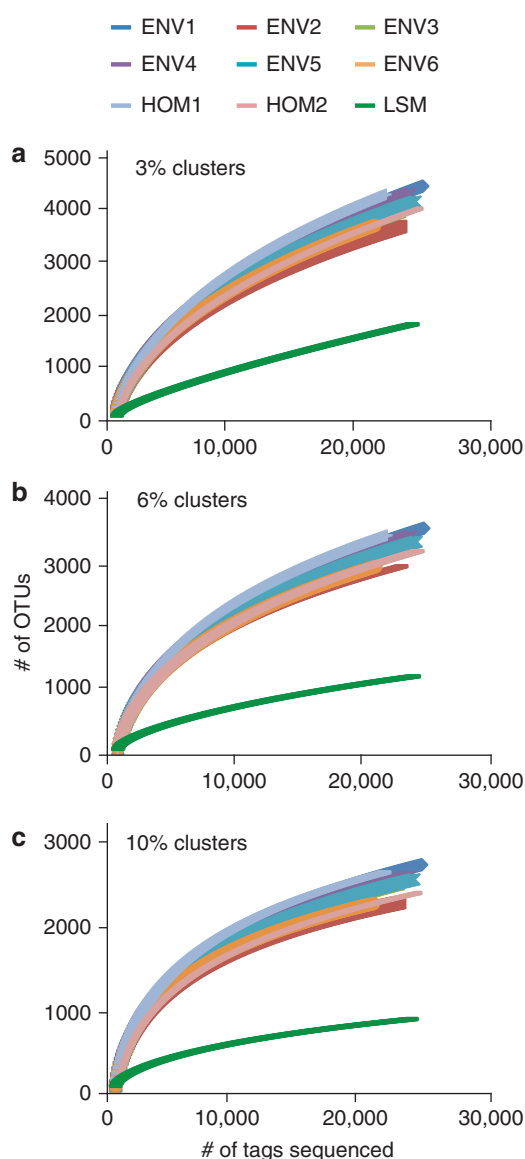 ENV1 ENV2 ENV3
ENV4 ENV5 ENV6
HOM1 HOM2 LSM
a
3% clusters
5000
4000
3000
2000
1000
0
10,000 20,000 30,000
b
6% clusters
4000
3000
2000
1000
0
0 10,000 20,000 30,000
# of OTUs
c
10% clusters
3000
2000
1000
0
0 10,000 20,000 30,000
# of tags sequenced